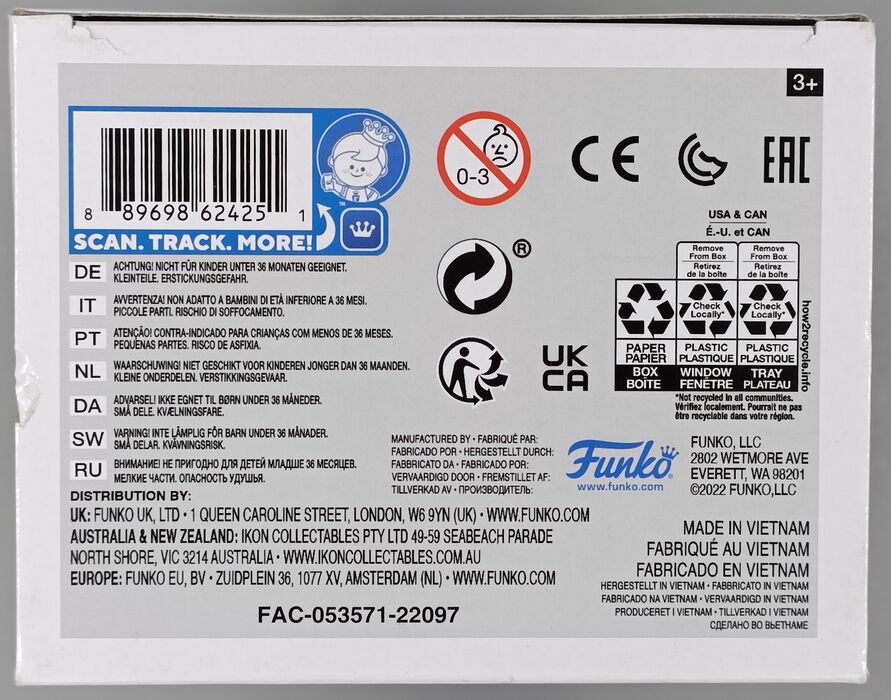 3+
8 89698 62425 1
™
SCAN. TRACK. MORE!
0-3
CE
EAC
®
UK
CA
USA & CAN
É.-U. et CAN
Remove
From Box
Retirez
de la boîte
Remove
From Box
Retirez
de la boîte
Check
Locally*
Check
Locally*
PAPER
PAPIER
PLASTIC
PLASTIQUE
PLASTIC
PLASTIQUE
BOX
BOÎTE
WINDOW
FENÊTRE
TRAY
PLATEAU
how2recycle.info
*Not recycled in all communities.
Vérifiez localement. Pourrait ne pas
être recyclable dans votre région.
DE ACHTUNG! NICHT FÜR KINDER UNTER 36 MONATEN GEEIGNET.
KLEINTEILE. ERSTICKUNGSGEFAHR.
IT AVVERTENZA! NON ADATTO A BAMBINI DI ETÀ INFERIORE A 36 MESI.
PICCOLE PARTI. RISCHIO DI SOFFOCAMENTO.
PT ATENÇÃO! CONTRA-INDICADO PARA CRIANÇAS COM MENOS DE 36 MESES.
PEQUENAS PARTES. RISCO DE ASFIXIA.
NL WAARSCHUWING! NIET GESCHIKT VOOR KINDEREN JONGER DAN 36 MAANDEN.
KLEINE ONDERDELEN. VERSTIKKINGSGEVAAR.
DA ADVARSEL! IKKE EGNET TIL BØRN UNDER 36 MÅNEDER.
SMÅ DELE. KVÆLNINGSFARE.
SW VARNING! INTE LÄMPLIG FÖR BARN UNDER 36 MÅNADER.
SMÅ DELAR. KVÄVNINGSRISK.
RU ВНИМАНИЕ! НЕ ПРИГОДНО ДЛЯ ДЕТЕЙ МЛАДШЕ 36 МЕСЯЦЕВ.
МЕЛКИЕ ЧАСТИ. ОПАСНОСТЬ УДУШЬЯ.
MANUFACTURED BY • FABRIQUÉ PAR:
FABRICADO POR • HERGESTELLT DURCH:
FABBRICATO DA • FABRICADO POR:
VERVAARDIGD DOOR • FREMSTILLET AF:
TILLVERKAD AV • ПРОИЗВОДИТЕЛЬ:
Funko
www.funko.com
FUNKO, LLC
2802 WETMORE AVE
EVERETT, WA 98201
©2022 FUNKO,LLC
DISTRIBUTION BY:
UK: FUNKO UK, LTD • 1 QUEEN CAROLINE STREET, LONDON, W6 9YN (UK) • WWW.FUNKO.COM
AUSTRALIA & NEW ZEALAND: IKON COLLECTABLES PTY LTD 49-59 SEABEACH PARADE
NORTH SHORE, VIC 3214 AUSTRALIA • WWW.IKONCOLLECTABLES.COM.AU
EUROPE: FUNKO EU, BV • ZUIDPLEIN 36, 1077 XV, AMSTERDAM (NL) • WWW.FUNKO.COM
MADE IN VIETNAM
FABRIQUÉ AU VIETNAM
FABRICADO EN VIETNAM
HERGESTELLT IN VIETNAM • FABBRICATO IN VIETNAM
FABRICADO NA VIETNAM • VERVAARDIGD IN VIETNAM
PRODUCERET I VIETNAM • TILLVERKAD I VIETNAM
СДЕЛАНО ВО ВЬЕТНАМЕ
FAC-053571-22097